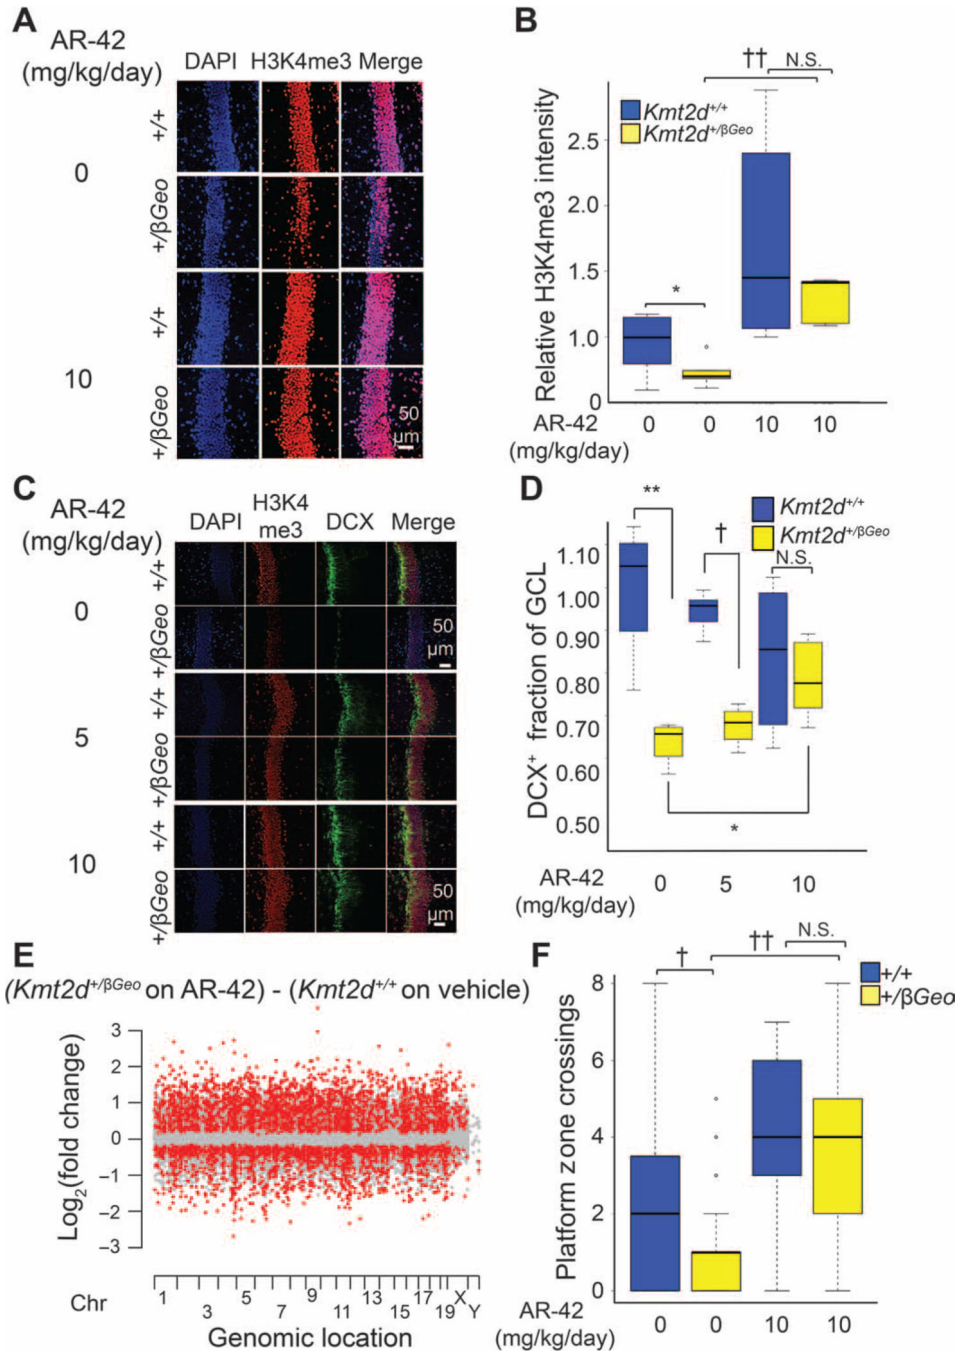 A
AR-42
(mg/kg/day)
DAPI H3K4me3 Merge
+/+
0
+/βGeo
+/+
10
+/βGeo
50
μm
B
†† N.S.
Kmt2d+/+
Kmt2d+/βGeo
*
Relative H3K4me3 intensity
2.5
2.0
1.5
1.0
0
AR-42 0 0 10 10
(mg/kg/day)
C
AR-42
(mg/kg/day)
DAPI H3K4 me3 DCX Merge
+/+
0
+/βGeo
50
μm
+/+
5
+/βGeo
+/+
10
+/βGeo
50
μm
D
Kmt2d+/+
Kmt2d+/βGeo
** † N.S.
*
DCX+ fraction of GCL
1.10
1.00
0.90
0.80
0.70
0.60
0.50
AR-42 0 5 10
(mg/kg/day)
E
(Kmt2d+/βGeo on AR-42) - (Kmt2d+/+ on vehicle)
Log2(fold change)
3
2
1
0
−1
−2
−3
Chr 1 3 5 7 9 11 13 15 17 19 X Y
Genomic location
F
† †† N.S.
+/+
+/βGeo
Platform zone crossings
8
6
4
2
0
AR-42 0 0 10 10
(mg/kg/day)